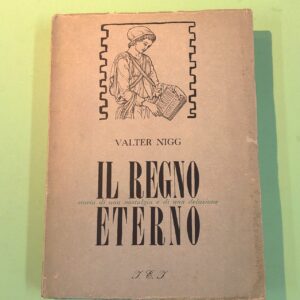 VALTER NIGG
IL REGNO
storia di una nostalgia e di una delusione
ETERNO
I E I